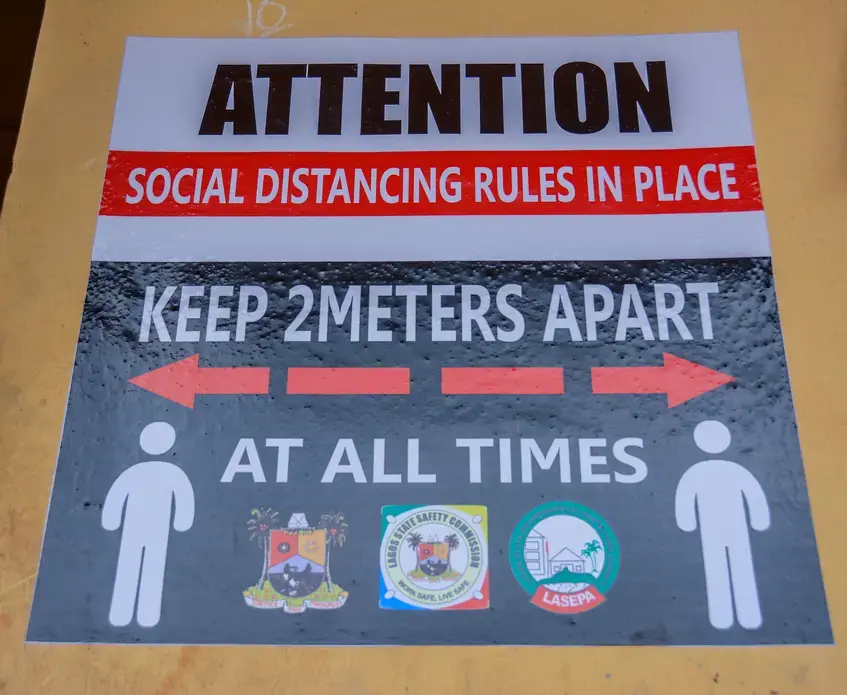 10
ATTENTION
SOCIAL DISTANCING RULES IN PLACE
KEEP 2METERS APART
AT ALL TIMES
LAGOS STATE SAFETY COMMISSION
WORK SAFE, LIVE SAFE
LASEPA